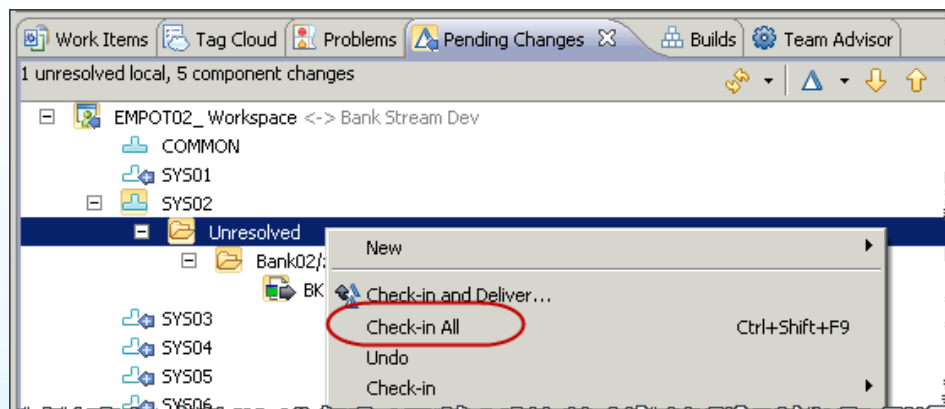 Work Items Tag Cloud Problems Pending Changes Builds Team Advisor
1 unresolved local, 5 component changes
EMPOT02_ Workspace <-> Bank Stream Dev
COMMON
SYS01
SYS02
Unresolved
New
Bank02/
BK
Check-in and Deliver...
SYS03
Check-in All Ctrl+Shift+F9
SYS04
Undo
SYS05
Check-in
SYS06